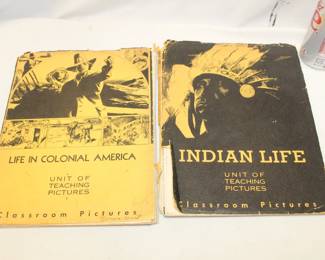 LIFE IN COLONIAL AMERICA
UNIT OF
TEACHING
PICTURES
Classroom Pictures
INDIAN LIFE
UNIT OF
TEACHING
PICTURES
Classroom Pictures